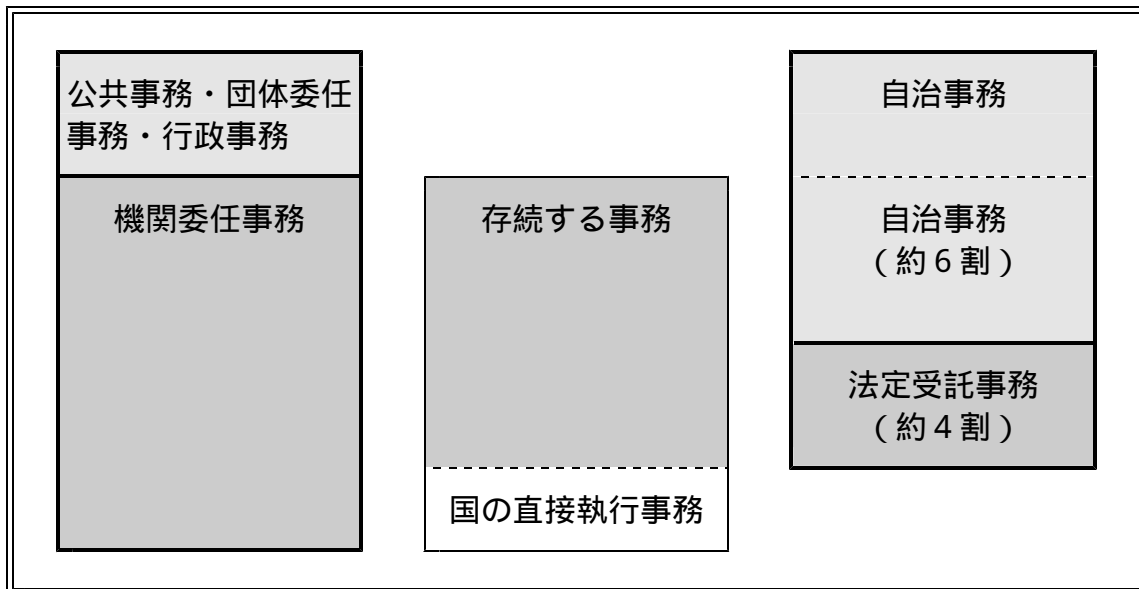 公共事務・団体委任
事務・行政事務
機関委任事務
存続する事務
国の直接執行事務
自治事務
自治事務
（約６割）
法定受託事務
（約４割）